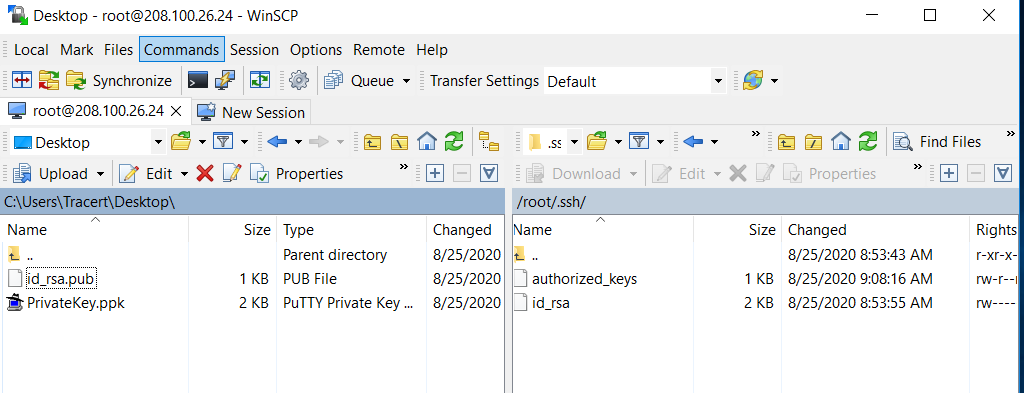 Desktop - root@208.100.26.24 - WinSCP
Local Mark Files Commands Session Options Remote Help
Synchronize Queue Transfer Settings Default
root@208.100.26.24 New Session
Desktop .ss Find Files
Upload Edit Properties Download Edit Properties
C:\Users\Tracert\Desktop\ /root/.ssh/
Name Size Type Changed Name Size Changed Rights
.. Parent directory 8/25/2020 .. 8/25/2020 8:53:43 AM r-xr-x-
id_rsa.pub 1 KB PUB File 8/25/2020 authorized_keys 1 KB 8/25/2020 9:08:16 AM rw-r--r
PrivateKey.ppk 2 KB PuTTY Private Key ... 8/25/2020 id_rsa 2 KB 8/25/2020 8:53:55 AM rw----